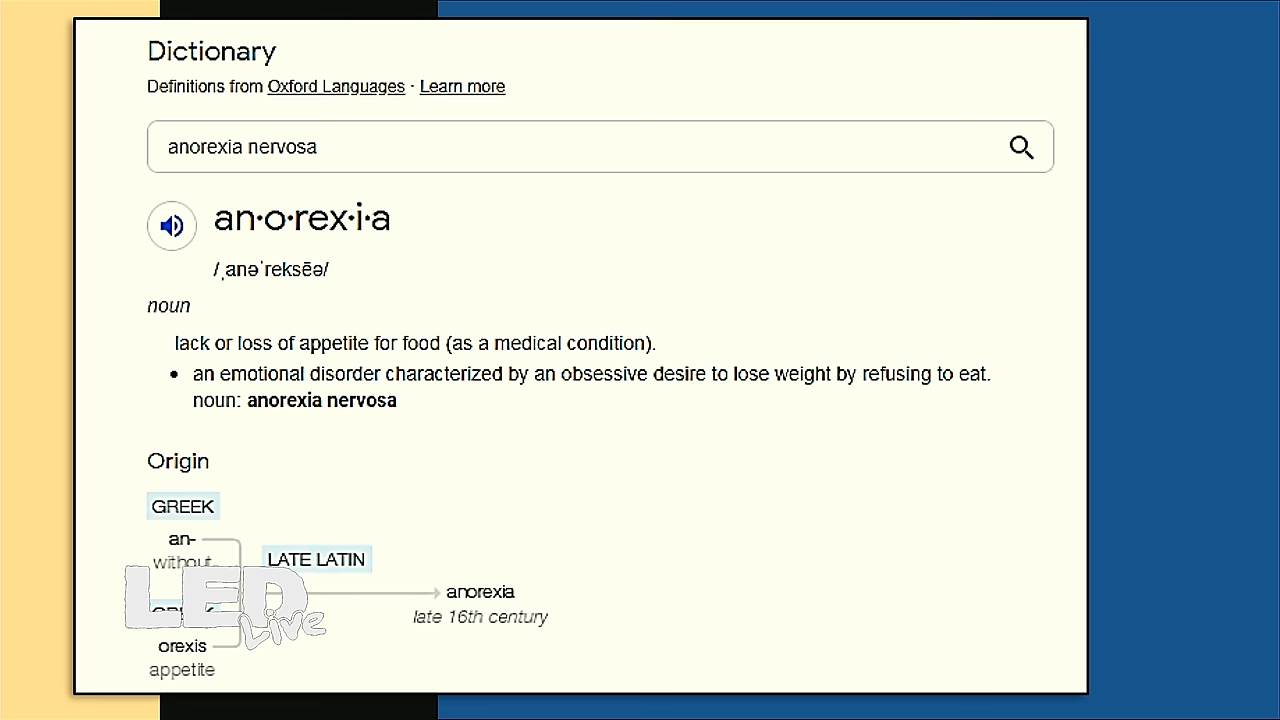 Dictionary
Definitions from Oxford Languages · Learn more
anorexia nervosa
an·o·rex·i·a
/ˌanəˈreksēə/
noun
lack or loss of appetite for food (as a medical condition).
• an emotional disorder characterized by an obsessive desire to lose weight by refusing to eat.
noun: anorexia nervosa
Origin
GREEK
an-
without
LATE LATIN
anorexia
late 16th century
LED
Live
orexis
appetite